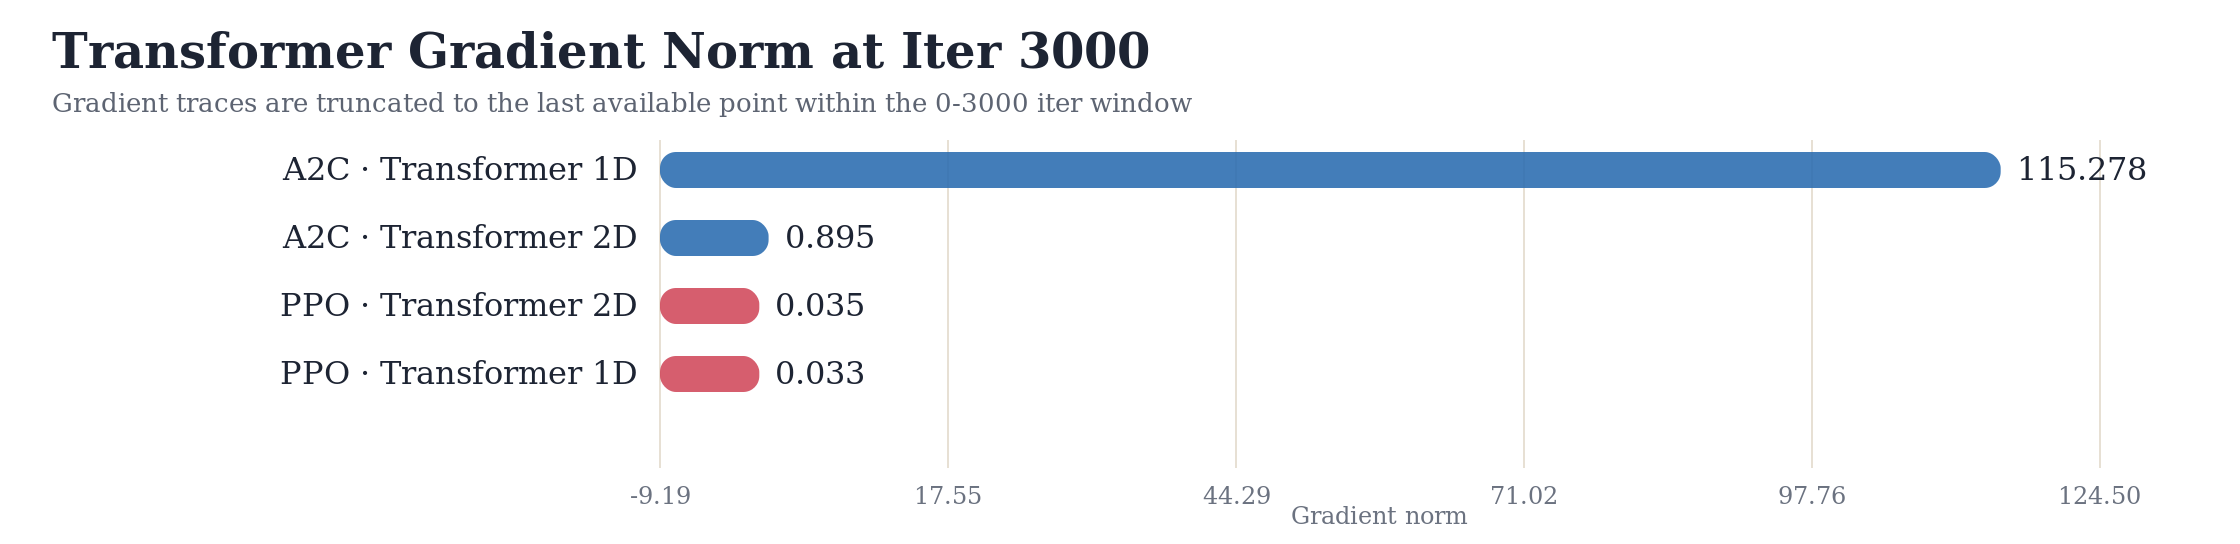 Transformer Gradient Norm at Iter 3000
Gradient traces are truncated to the last available point within the 0-3000 iter window
A2C · Transformer 1D 115.278
A2C · Transformer 2D 0.895
PPO · Transformer 2D 0.035
PPO · Transformer 1D 0.033
-9.19 17.55 44.29 71.02 97.76 124.50
Gradient norm